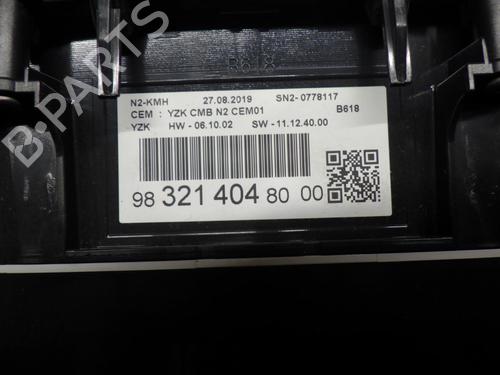 B618
N2-KMH 27.08.2019 SN2-0778117
CEM : YZK CMB N2 CEM01 B618
YZK HW - 06.10.02 SW - 11.12.40.00
98 321 404 80 00
B-PARTS